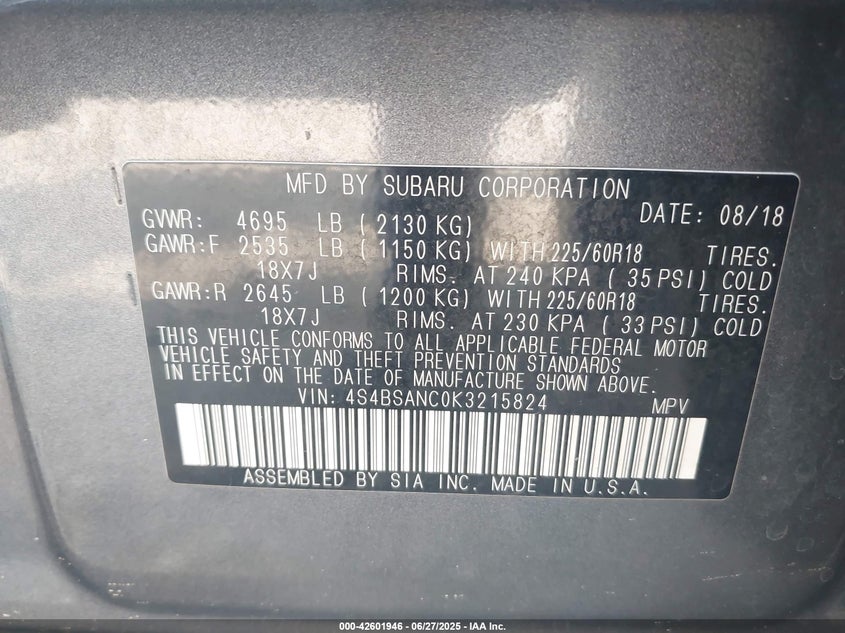 MFD BY SUBARU CORPORATION
DATE: 08/18
GVWR: 4695 LB ( 2130 KG)
GAWR:F 2535 LB ( 1150 KG) WITH 225/60R18 TIRES.
18X7J RIMS. AT 240 KPA ( 35 PSI) COLD
GAWR:R 2645 LB ( 1200 KG) WITH 225/60R18 TIRES.
18X7J RIMS. AT 230 KPA ( 33 PSI) COLD
THIS VEHICLE CONFORMS TO ALL APPLICABLE FEDERAL MOTOR
VEHICLE SAFETY AND THEFT PREVENTION STANDARDS
IN EFFECT ON THE DATE OF MANUFACTURE SHOWN ABOVE.
VIN: 4S4BSANC0K3215824 MPV
ASSEMBLED BY SIA INC. MADE IN U.S.A.
000-42601946 - 06/27/2025 - IAA Inc.